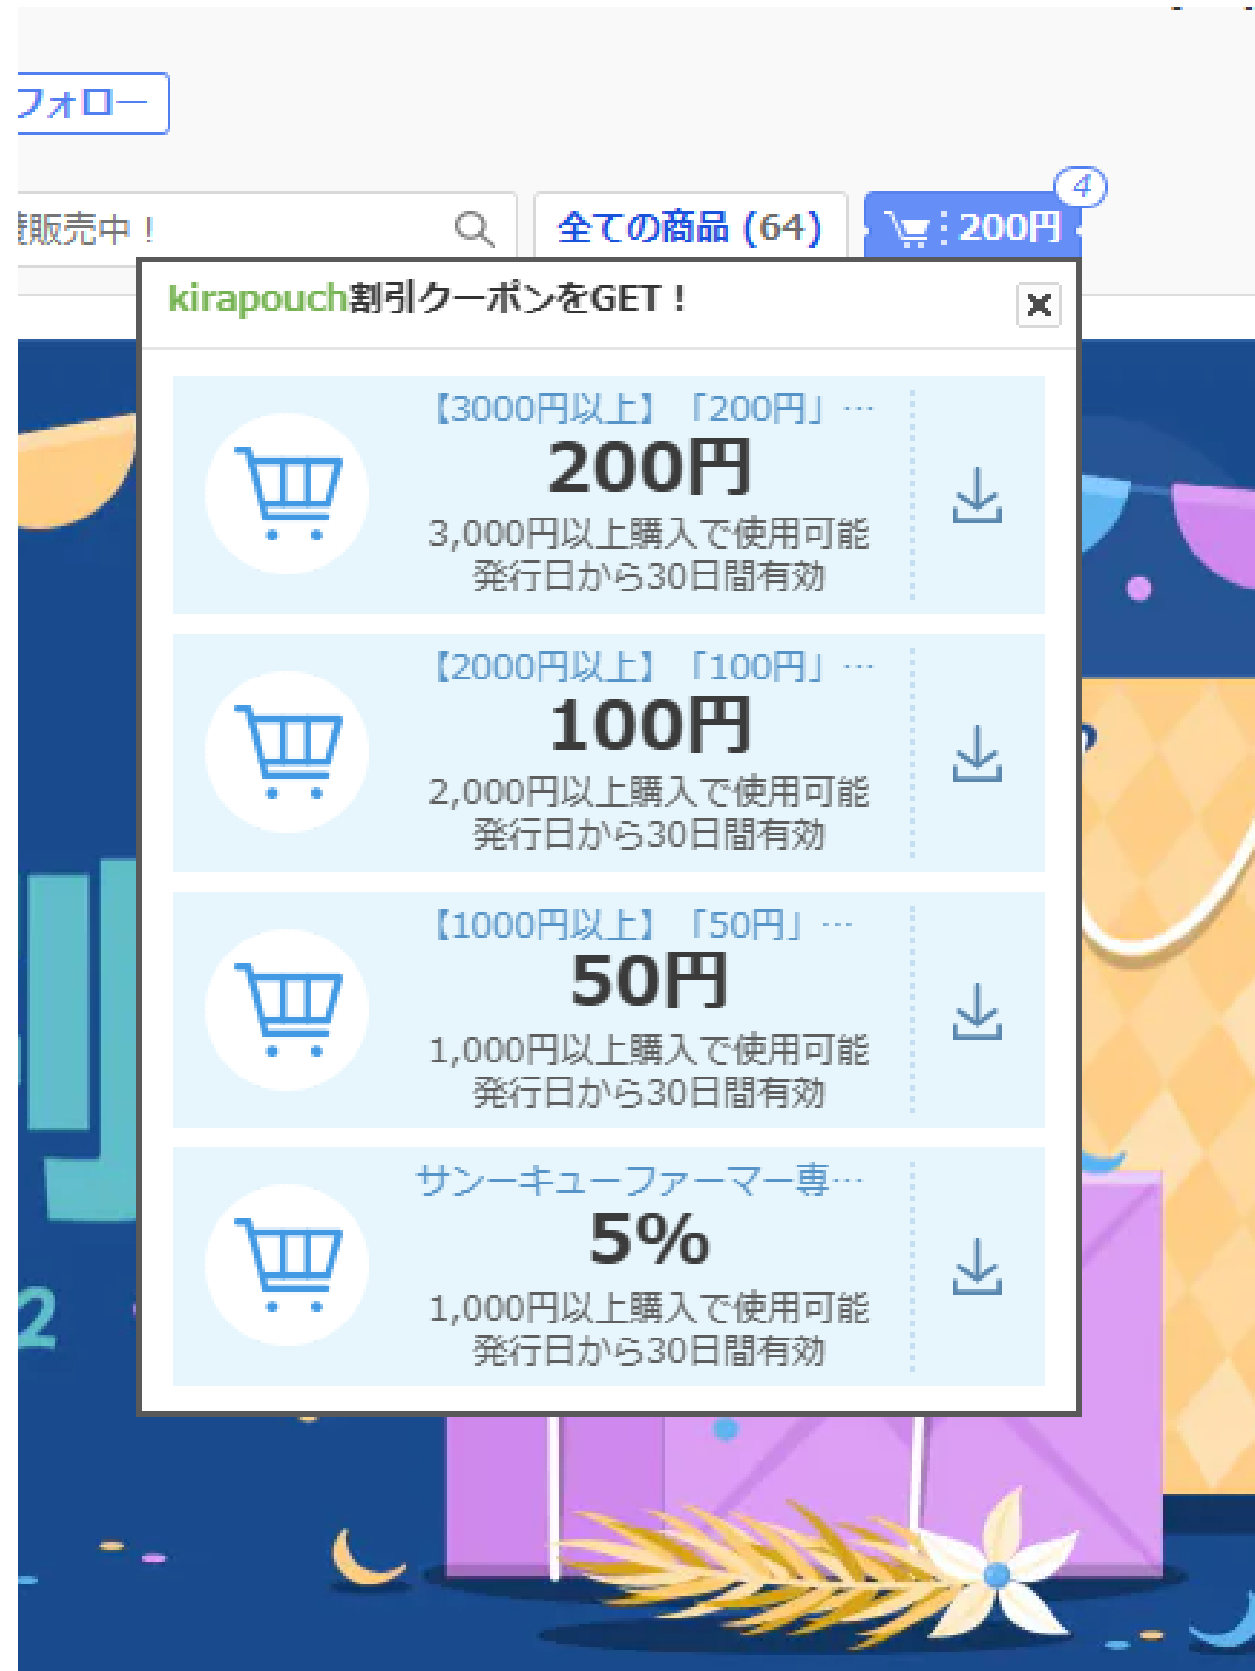 フォロー
販売中！
全ての商品 (64)
200円
4
kirapouch割引クーポンをGET！
【3000円以上】「200円」…
200円
3,000円以上購入で使用可能
発行日から30日間有効
【2000円以上】「100円」…
100円
2,000円以上購入で使用可能
発行日から30日間有効
【1000円以上】「50円」…
50円
1,000円以上購入で使用可能
発行日から30日間有効
サンーキューファーマー専…
5%
1,000円以上購入で使用可能
発行日から30日間有効
2